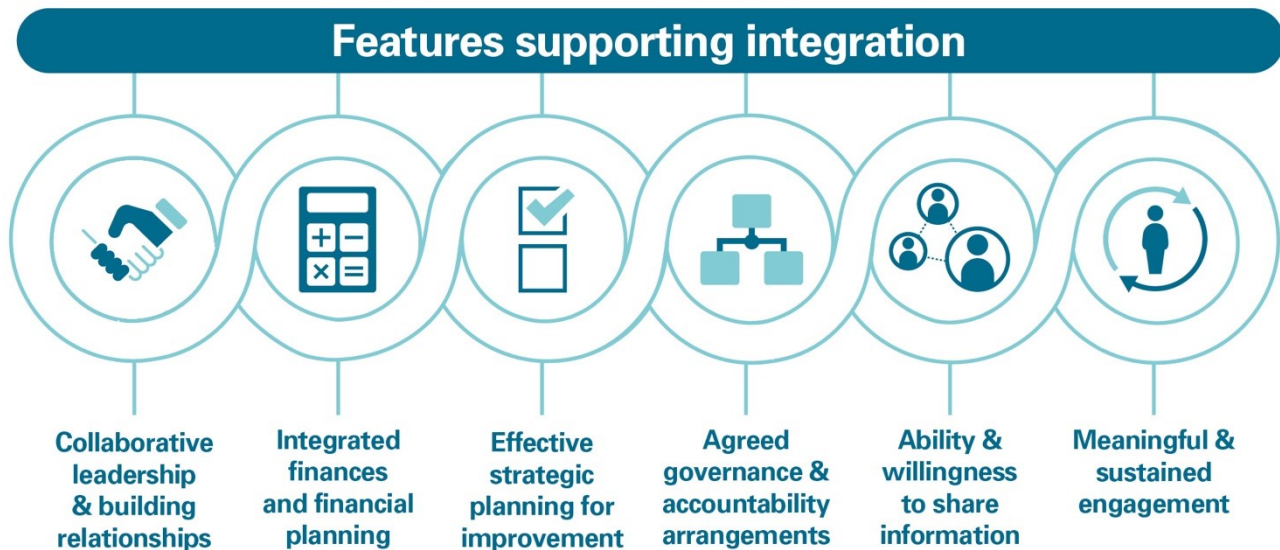 Features supporting integration
Collaborative
leadership
& building
relationships
Integrated
finances
and financial
planning
Effective
strategic
planning for
improvement
Agreed
governance &
accountability
arrangements
Ability &
willingness
to share
information
Meaningful &
sustained
engagement